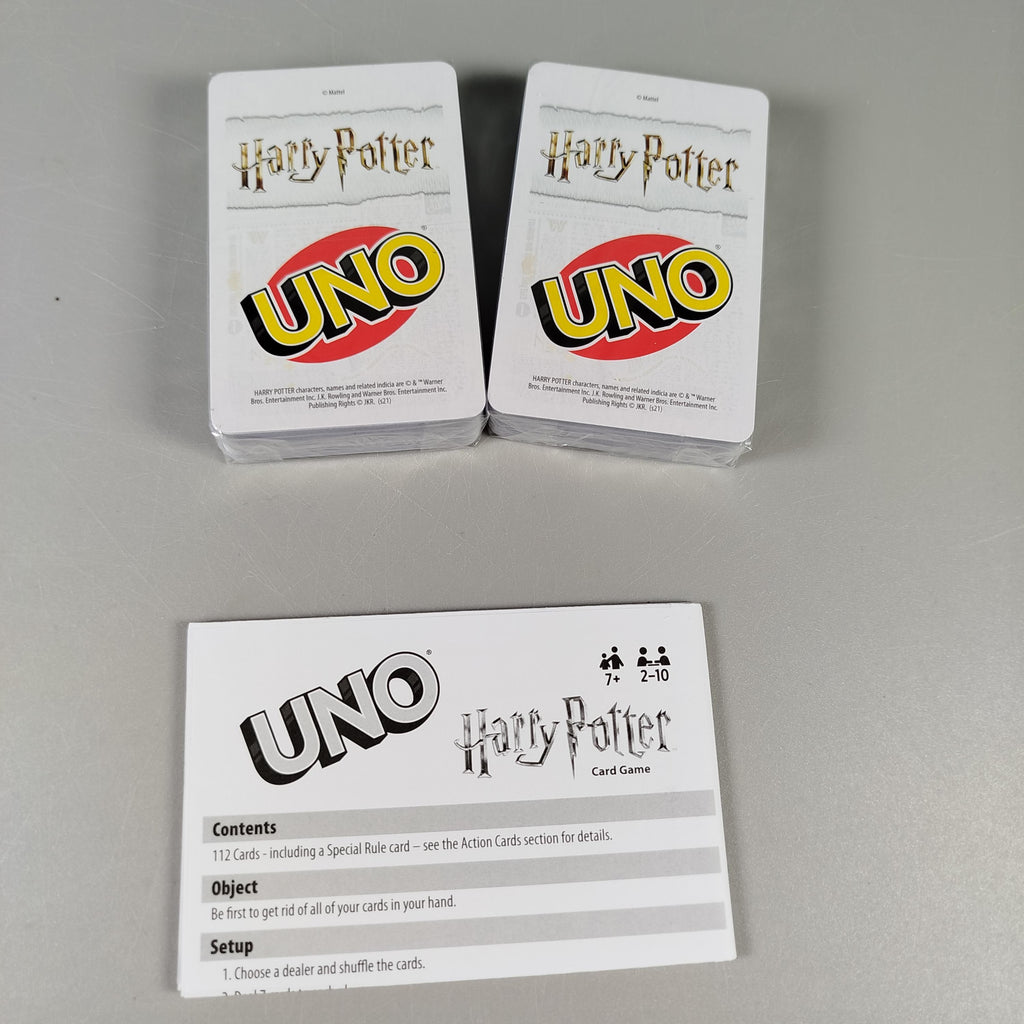 © Mattel
Harry Potter
UNO®
HARRY POTTER characters, names and related indicia are © & ™ Warner
Bros. Entertainment Inc. J.K. Rowling and Warner Bros. Entertainment Inc.
Publishing Rights © JKR. (s21)
© Mattel
Harry Potter
UNO®
HARRY POTTER characters, names and related indicia are © & ™ Warner
Bros. Entertainment Inc. J.K. Rowling and Warner Bros. Entertainment Inc.
Publishing Rights © JKR. (s21)
UNO®
7+ 2-10
Harry Potter™
Card Game
Contents
112 Cards - including a Special Rule card – see the Action Cards section for details.
Object
Be first to get rid of all of your cards in your hand.
Setup
1. Choose a dealer and shuffle the cards.